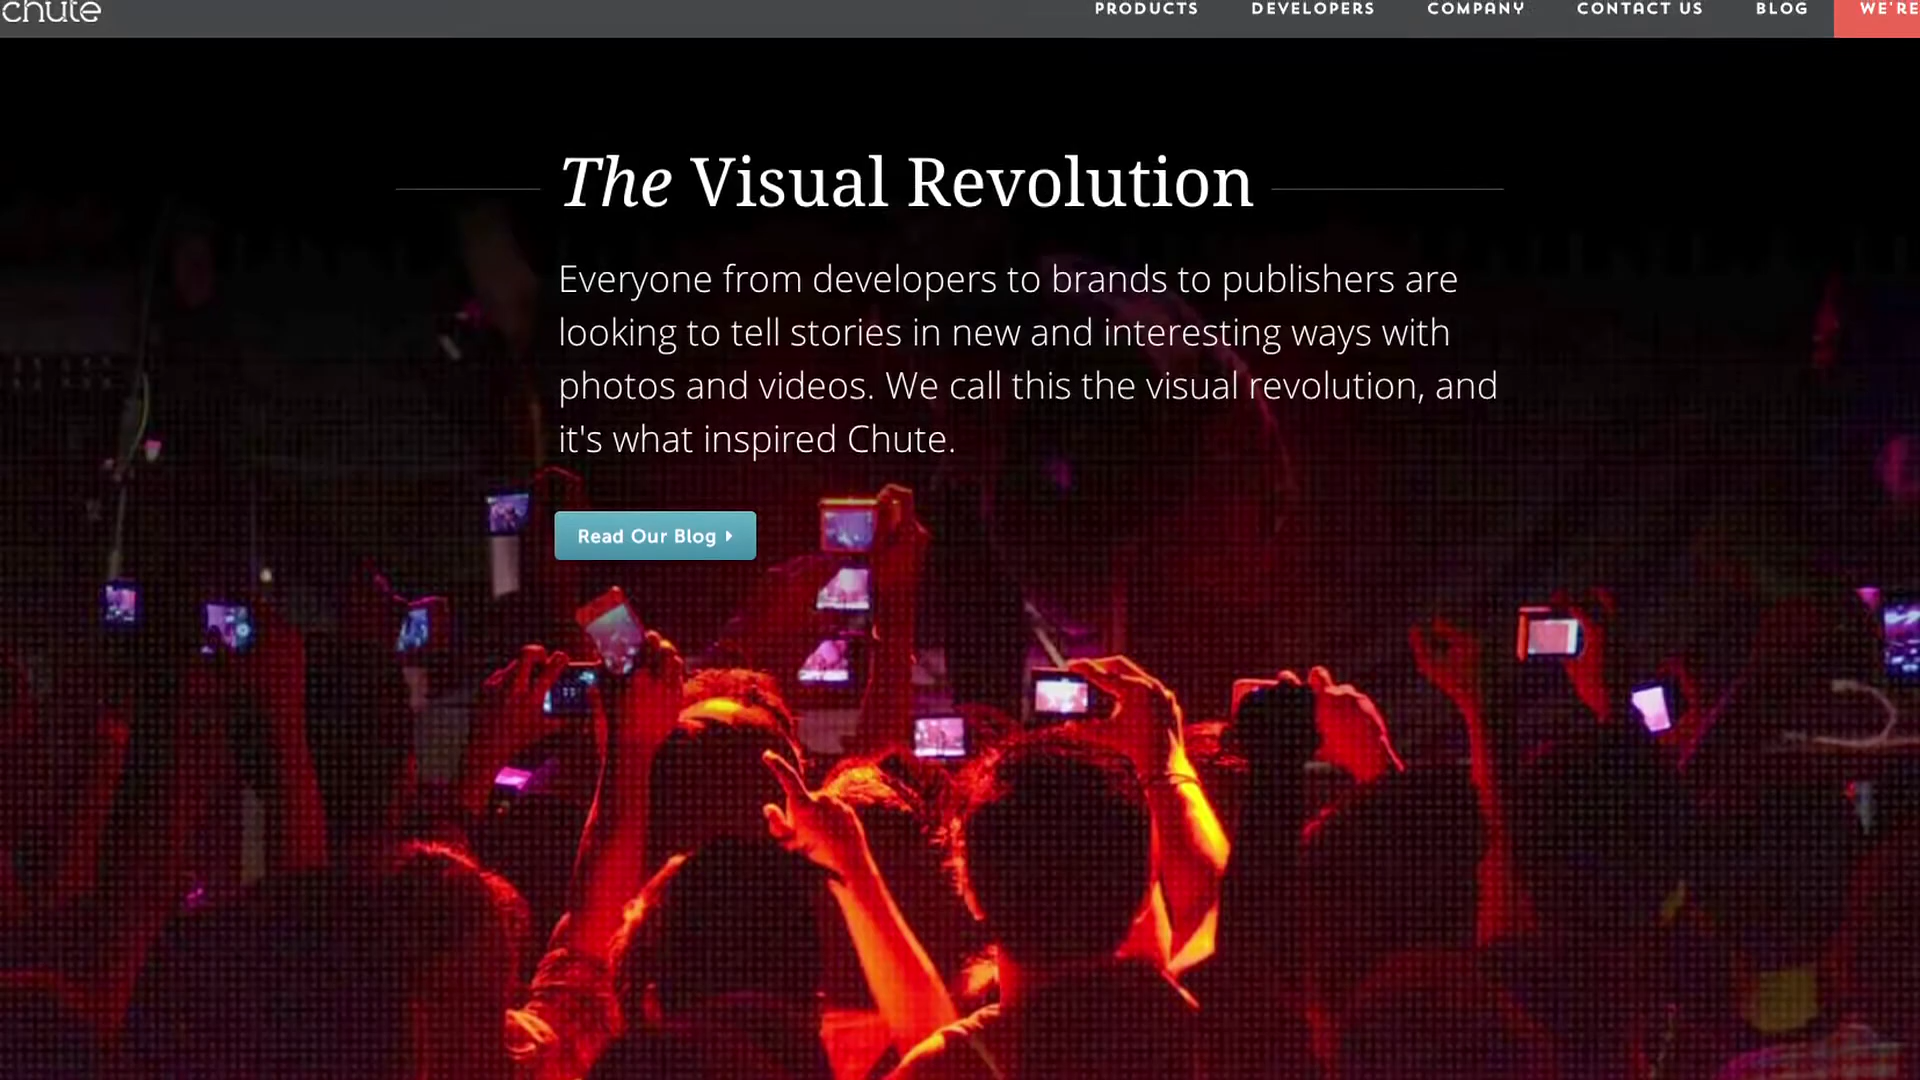 chute
PRODUCTS DEVELOPERS COMPANY CONTACT US BLOG WE'RE
The Visual Revolution
Everyone from developers to brands to publishers are
looking to tell stories in new and interesting ways with
photos and videos. We call this the visual revolution, and
it's what inspired Chute.
Read Our Blog